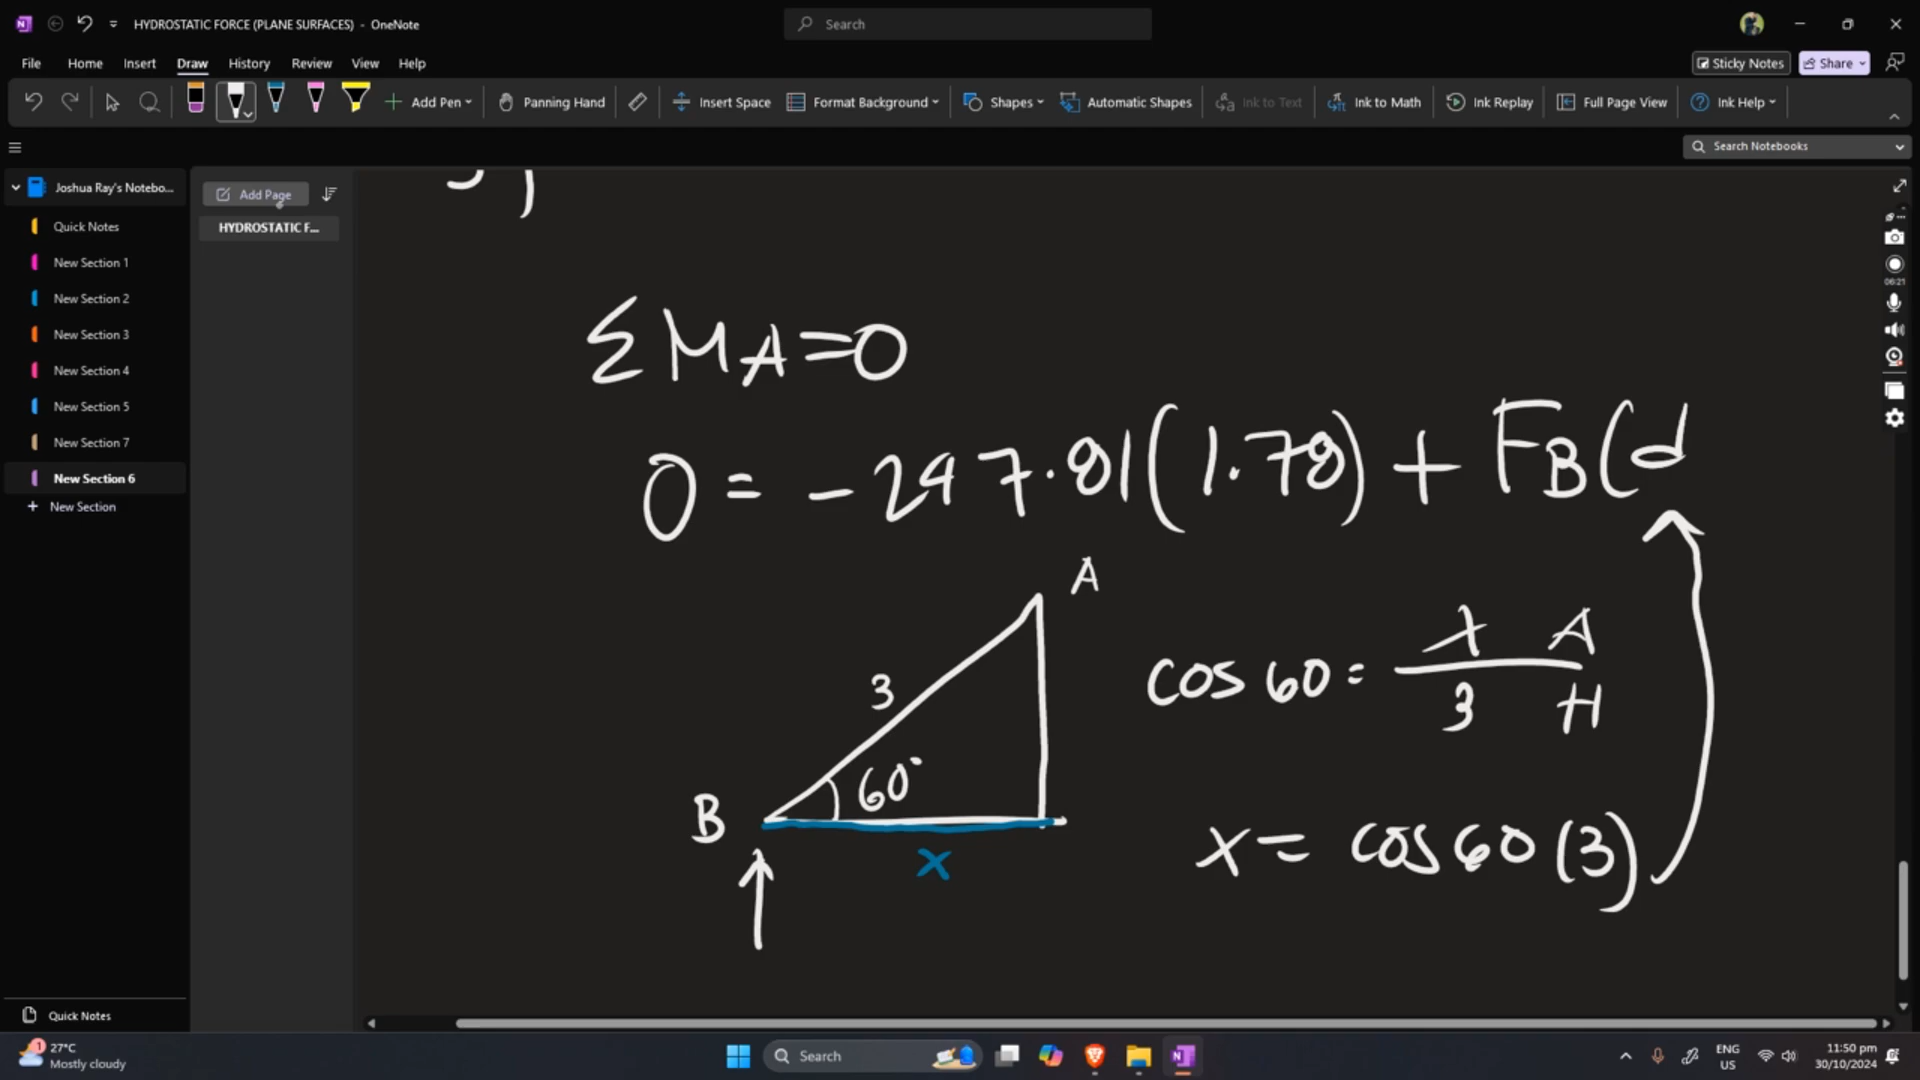 HYDROSTATIC FORCE (PLANE SURFACES) - OneNote
Search
File Home Insert Draw History Review View Help
Sticky Notes Share
Add Pen Panning Hand Insert Space Format Background Shapes Automatic Shapes Ink to Text Ink to Math Ink Replay Full Page View Ink Help
Search Notebooks
Joshua Ray's Notebo...
Add Page
Quick Notes
HYDROSTATIC F...
New Section 1
New Section 2
New Section 3
New Section 4
New Section 5
New Section 7
New Section 6
New Section
06:21
ΣMA=0
0 = -247.81(1.78) + FB(d
A
3
60°
B
x
cos 60 = x/3 A/H
x = cos 60 (3)
Quick Notes
1
27°C
Mostly cloudy
Search
ENG
US
11:50 pm
30/10/2024